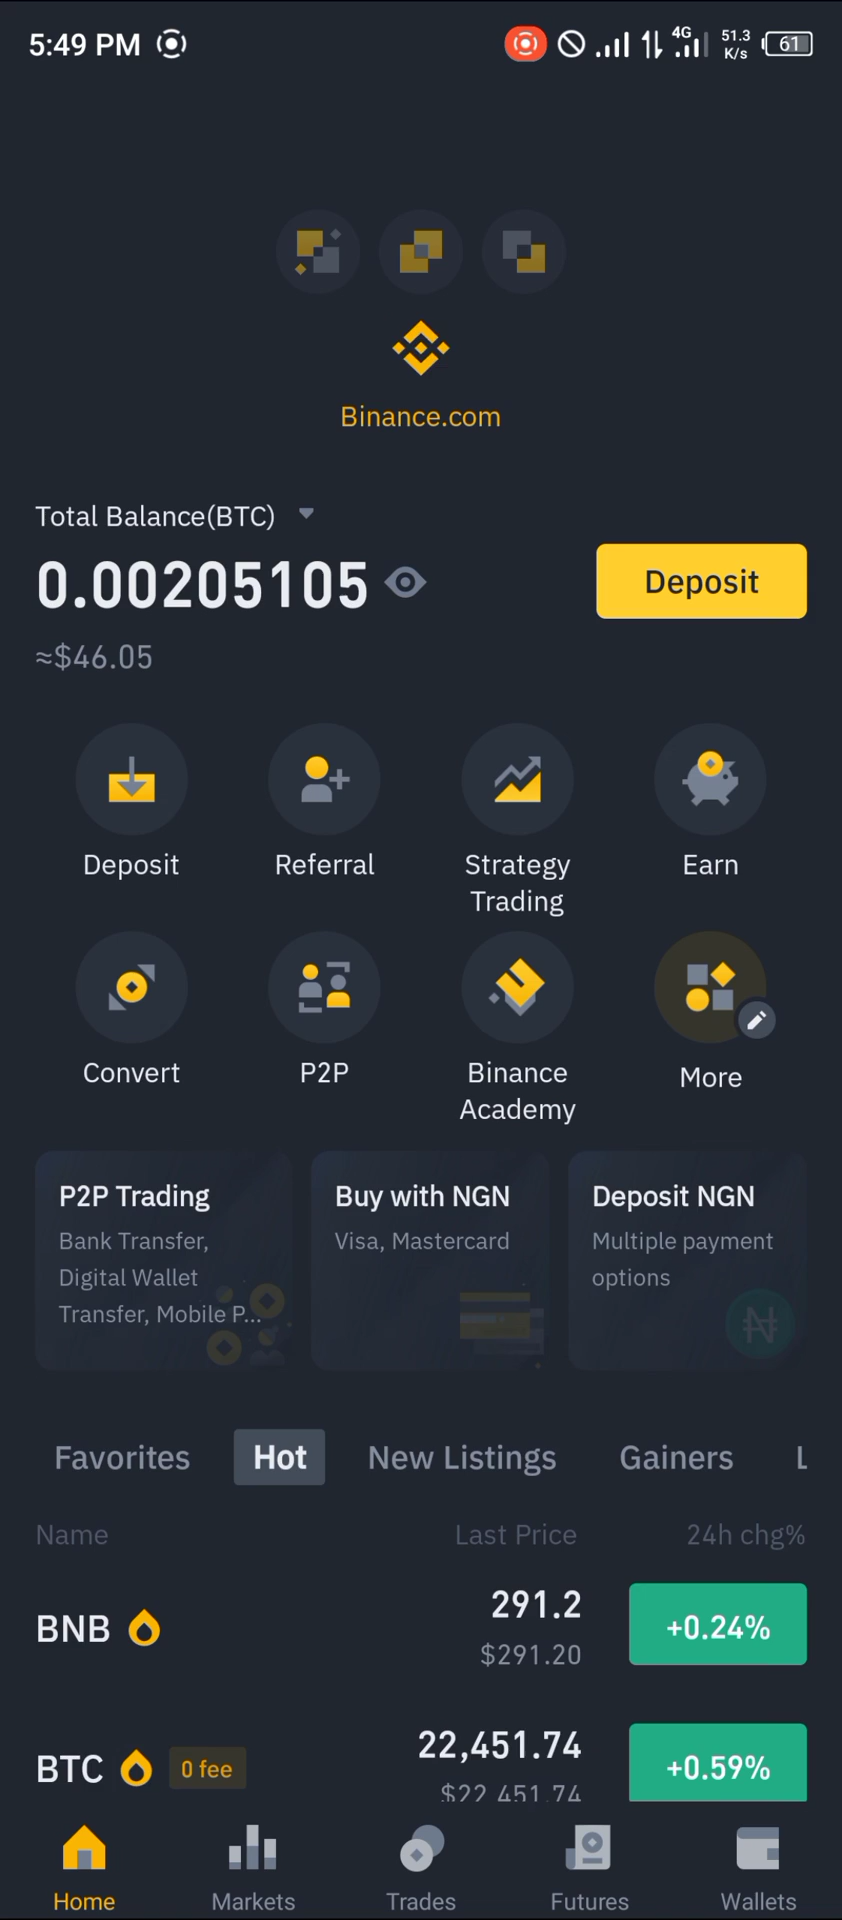 5:49 PM
4G
51.3
K/s
61
Binance.com
Total Balance(BTC)
0.00205105
Deposit
≈$46.05
Deposit
Referral
Strategy
Trading
Earn
Convert
P2P
Binance
Academy
More
P2P Trading
Bank Transfer,
Digital Wallet
Transfer, Mobile P...
Buy with NGN
Visa, Mastercard
Deposit NGN
Multiple payment
options
Favorites
Hot
New Listings
Gainers
L
Name
Last Price
24h chg%
BNB
291.2
$291.20
+0.24%
BTC
0 fee
22,451.74
$22,451.74
+0.59%
Home
Markets
Trades
Futures
Wallets